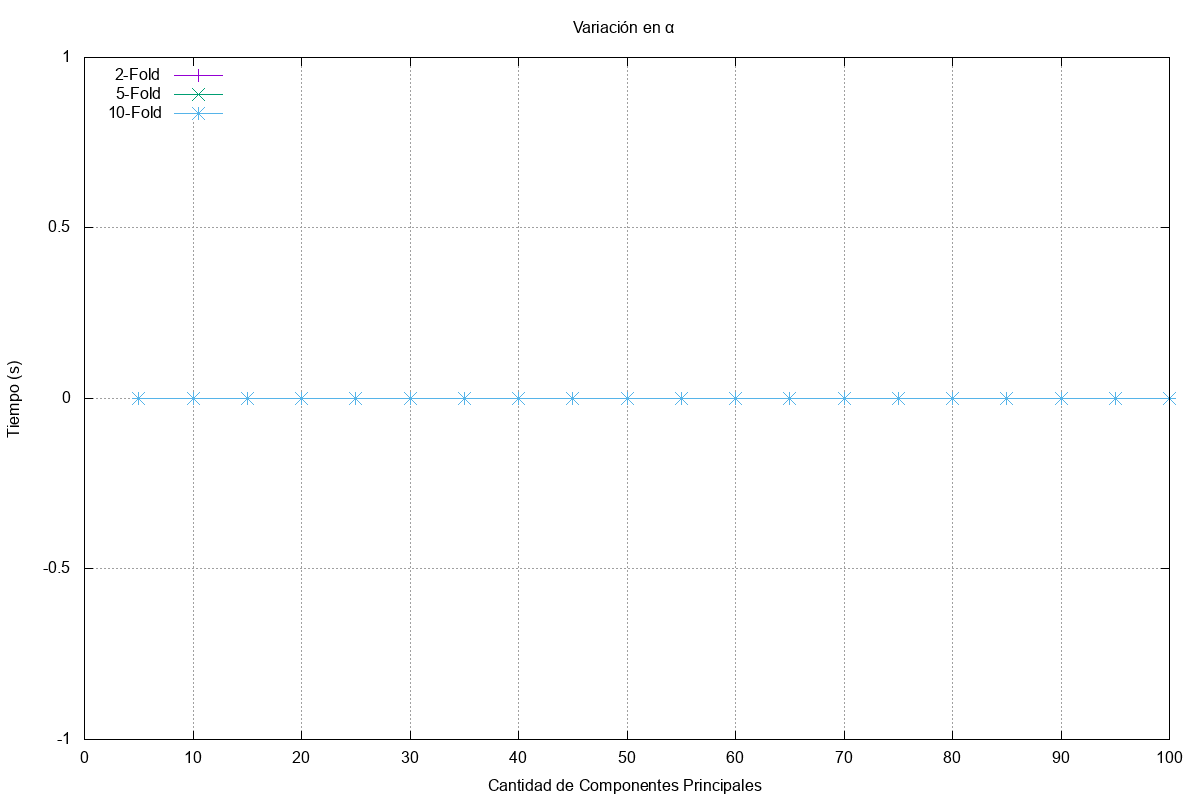 Variación en α
1
2-Fold
5-Fold
10-Fold
0.5
0
-0.5
-1
Tiempo (s)
0 10 20 30 40 50 60 70 80 90 100
Cantidad de Componentes Principales